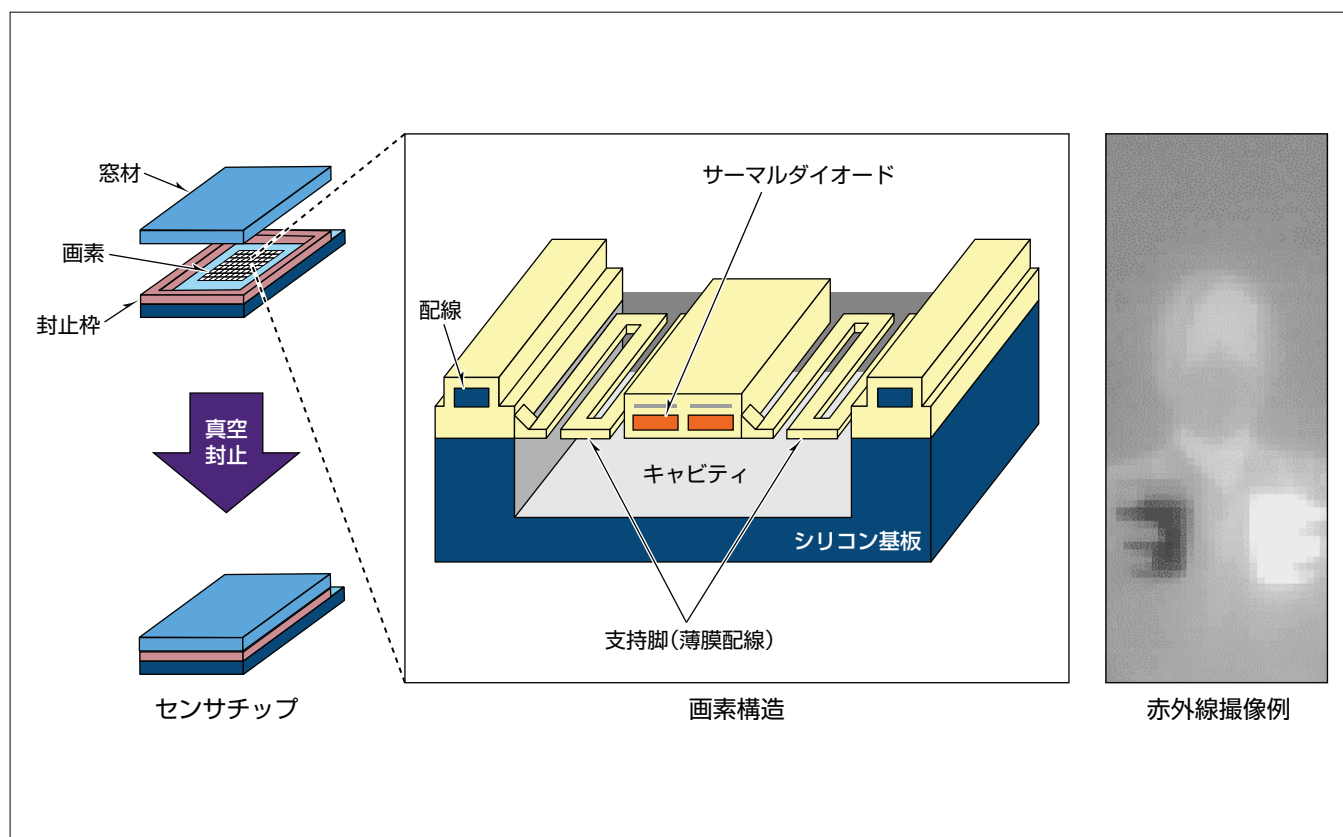 窓材
画素
封止枠
真空
封止
センサチップ
サーマルダイオード
配線
キャビティ
シリコン基板
支持脚(薄膜配線)
画素構造
赤外線撮像例